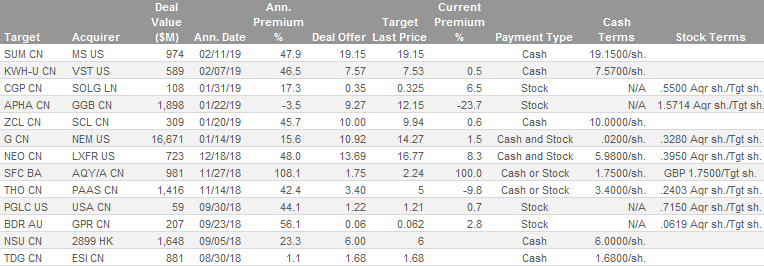 Deal Ann. Target Current
Value Premium Last Price Premium Cash
Target Acquirer ($M) Ann. Date % Deal Offer % Payment Type Terms Stock Terms
SUM CN MS US 974 02/11/19 47.9 19.15 19.15 Cash 19.1500/sh.
KWH-U CN VST US 589 02/07/19 46.5 7.57 7.53 0.5 Cash 7.5700/sh.
CGP CN SOLG LN 108 01/31/19 17.3 0.35 0.325 6.5 Stock N/A .5500 Aqr sh./Tgt sh.
APHA CN GGB CN 1,898 01/22/19 -3.5 9.27 12.15 -23.7 Stock N/A 1.5714 Aqr sh./Tgt sh.
ZCL CN SCL CN 309 01/20/19 45.7 10.00 9.94 0.6 Cash 10.0000/sh.
G CN NEM US 16,671 01/14/19 15.6 10.92 14.27 1.5 Cash and Stock .0200/sh. .3280 Aqr sh./Tgt sh.
NEO CN LXFR US 723 12/18/18 48.0 13.69 16.77 8.3 Cash and Stock 5.9800/sh. .3950 Aqr sh./Tgt sh.
SFC BA AQY/A CN 981 11/27/18 108.1 1.75 2.24 100.0 Cash or Stock 1.7500/sh. GBP 1.7500/Tgt sh.
THO CN PAAS CN 1,416 11/14/18 42.4 3.40 5 -9.8 Cash or Stock 3.4000/sh. .2403 Aqr sh./Tgt sh.
PGLC US USA CN 59 09/30/18 44.1 1.22 1.21 0.7 Stock N/A .7150 Aqr sh./Tgt sh.
BDR AU GPR CN 207 09/23/18 56.1 0.06 0.062 2.8 Stock N/A .0619 Aqr sh./Tgt sh.
NSU CN 2899 HK 1,648 09/05/18 23.3 6.00 6 Cash 6.0000/sh.
TDG CN ESI CN 881 08/30/18 1.1 1.68 1.68 Cash 1.6800/sh.